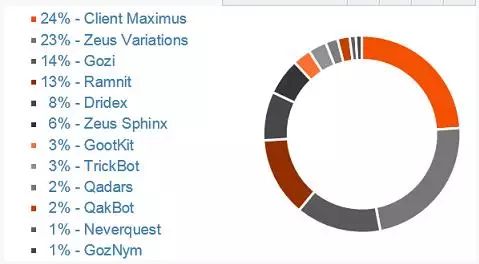 24% - Client Maximus
23% - Zeus Variations
14% - Gozi
13% - Ramnit
8% - Dridex
6% - Zeus Sphinx
3% - GootKit
3% - TrickBot
2% - Qadars
2% - QakBot
1% - Neverquest
1% - GozNym